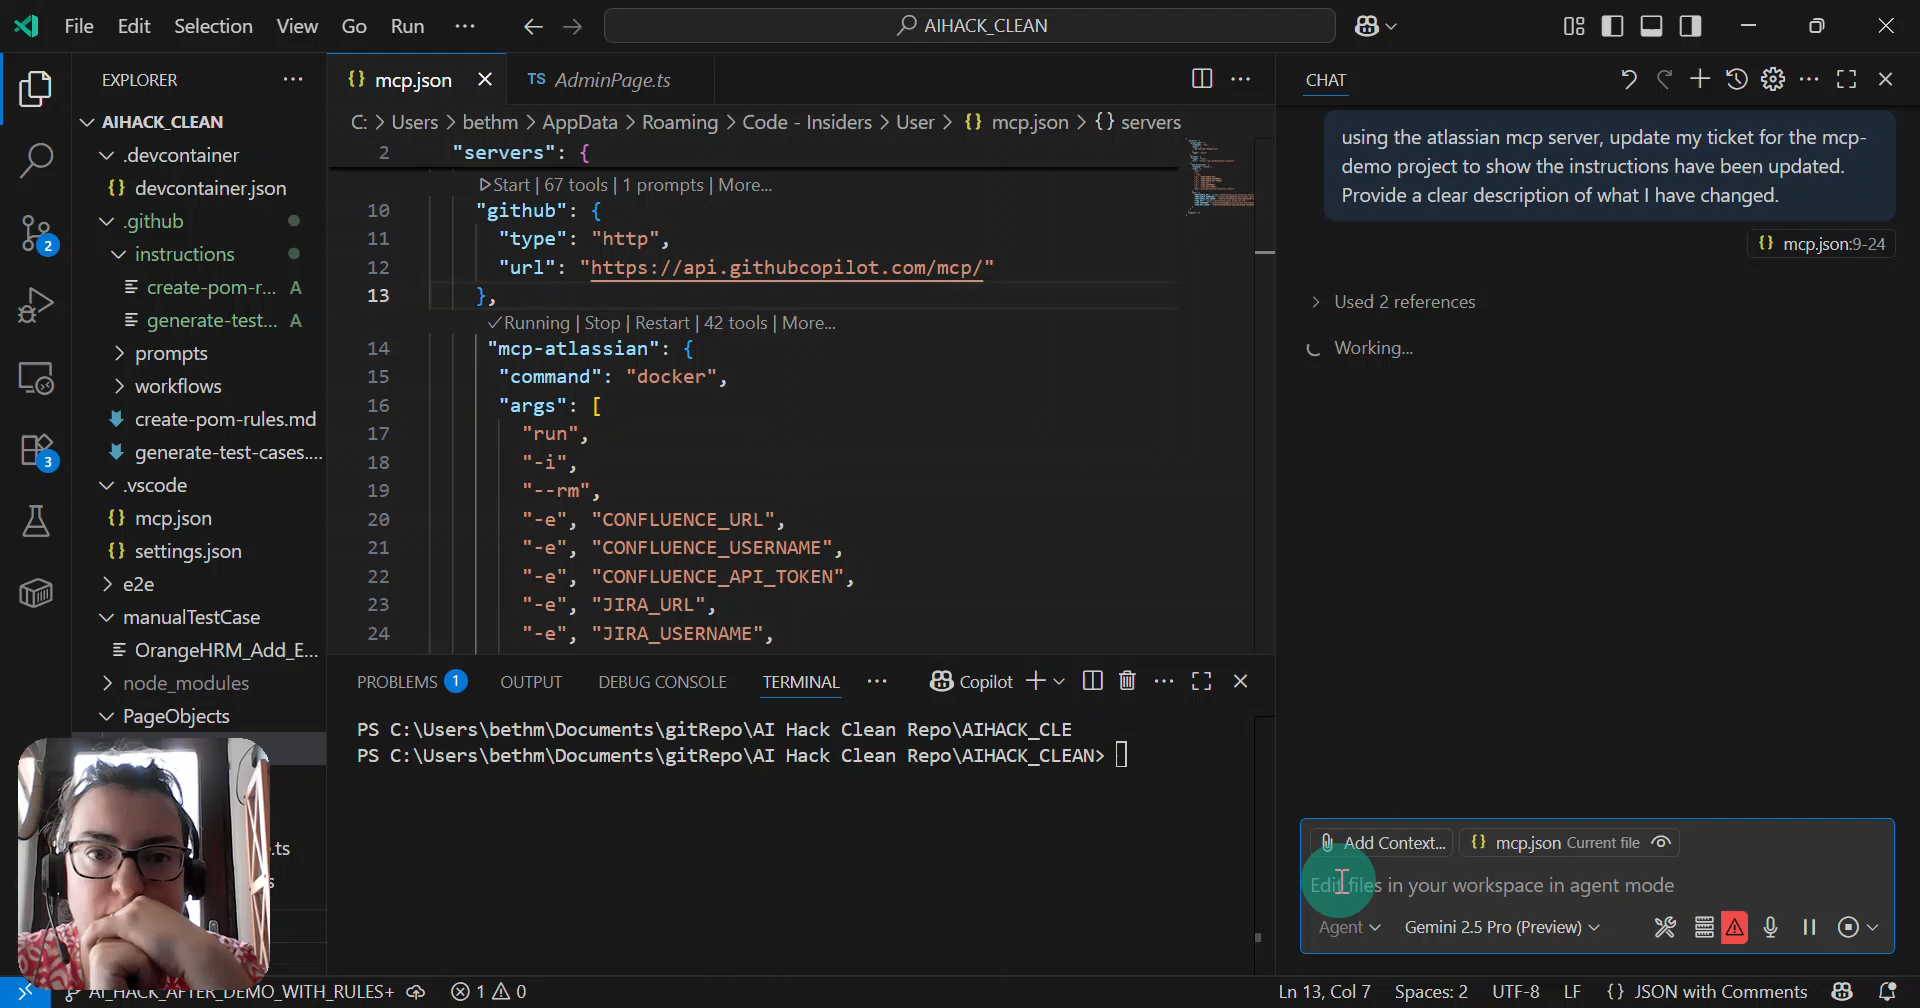 File Edit Selection View Go Run ··· AIHACK_CLEAN
EXPLORER ···
AIHACK_CLEAN
.devcontainer
{} devcontainer.json
.github
instructions
create-pom-r... A
generate-test... A
prompts
workflows
create-pom-rules.md
generate-test-cases....
.vscode
{} mcp.json
{} settings.json
e2e
manualTestCase
OrangeHRM_Add_E...
node_modules
PageObjects
.ts
2
3
{} mcp.json
TS AdminPage.ts
C: > Users > bethm > AppData > Roaming > Code - Insiders > User > {} mcp.json > {} servers
2 "servers": {
Start | 67 tools | 1 prompts | More...
10 "github": {
11 "type": "http",
12 "url": "https://api.githubcopilot.com/mcp/"
13 },
✓Running | Stop | Restart | 42 tools | More...
14 "mcp-atlassian": {
15 "command": "docker",
16 "args": [
17 "run",
18 "-i",
19 "--rm",
20 "-e", "CONFLUENCE_URL",
21 "-e", "CONFLUENCE_USERNAME",
22 "-e", "CONFLUENCE_API_TOKEN",
23 "-e", "JIRA_URL",
24 "-e", "JIRA_USERNAME",
PROBLEMS 1 OUTPUT DEBUG CONSOLE TERMINAL ··· Copilot
PS C:\Users\bethm\Documents\gitRepo\AI Hack Clean Repo\AIHACK_CLE
PS C:\Users\bethm\Documents\gitRepo\AI Hack Clean Repo\AIHACK_CLEAN>
CHAT
using the atlassian mcp server, update my ticket for the mcp-
demo project to show the instructions have been updated.
Provide a clear description of what I have changed.
{} mcp.json:9-24
Used 2 references
Working...
Add Context... {} mcp.json Current file
Edit files in your workspace in agent mode
Agent Gemini 2.5 Pro (Preview)
AI_HACK_AFTER_DEMO_WITH_RULES+ 1 0 Ln 13, Col 7 Spaces: 2 UTF-8 LF {} JSON with Comments